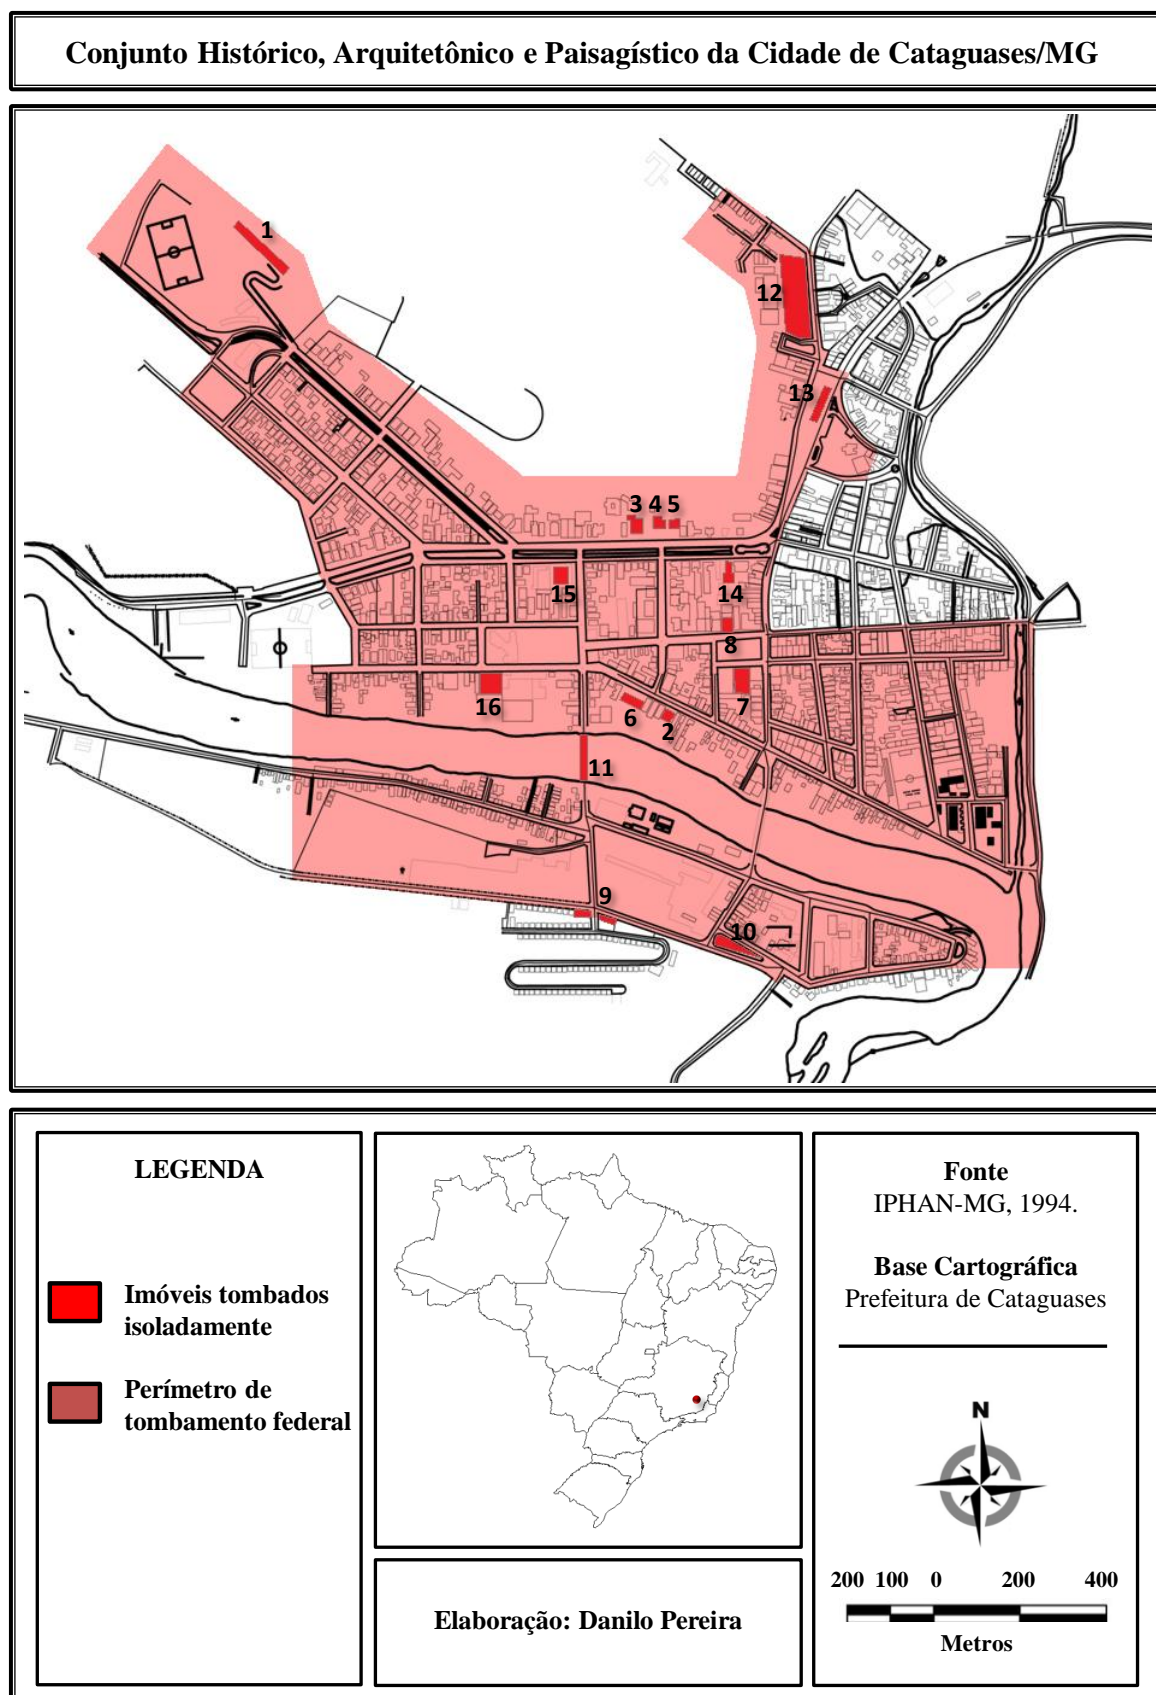 Conjunto Histórico, Arquitetônico e Paisagístico da Cidade de Cataguases/MG
1
12
13
3 4 5
15
14
8
16
6
2
7
11
9
10
LEGENDA
Imóveis tombados
isoladamente
Perímetro de
tombamento federal
Elaboração: Danilo Pereira
Fonte
IPHAN-MG, 1994.
Base Cartográfica
Prefeitura de Cataguases
N
200 100 0 200 400
Metros